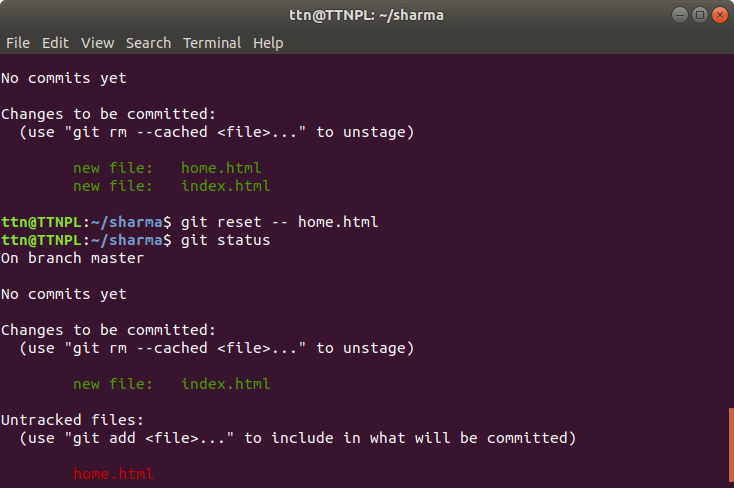 ttn@TTNPL: ~/sharma
File Edit View Search Terminal Help
No commits yet
Changes to be committed:
(use "git rm --cached <file>..." to unstage)
new file: home.html
new file: index.html
ttn@TTNPL:~/sharma$ git reset -- home.html
ttn@TTNPL:~/sharma$ git status
On branch master
No commits yet
Changes to be committed:
(use "git rm --cached <file>..." to unstage)
new file: index.html
Untracked files:
(use "git add <file>..." to include in what will be committed)
home.html